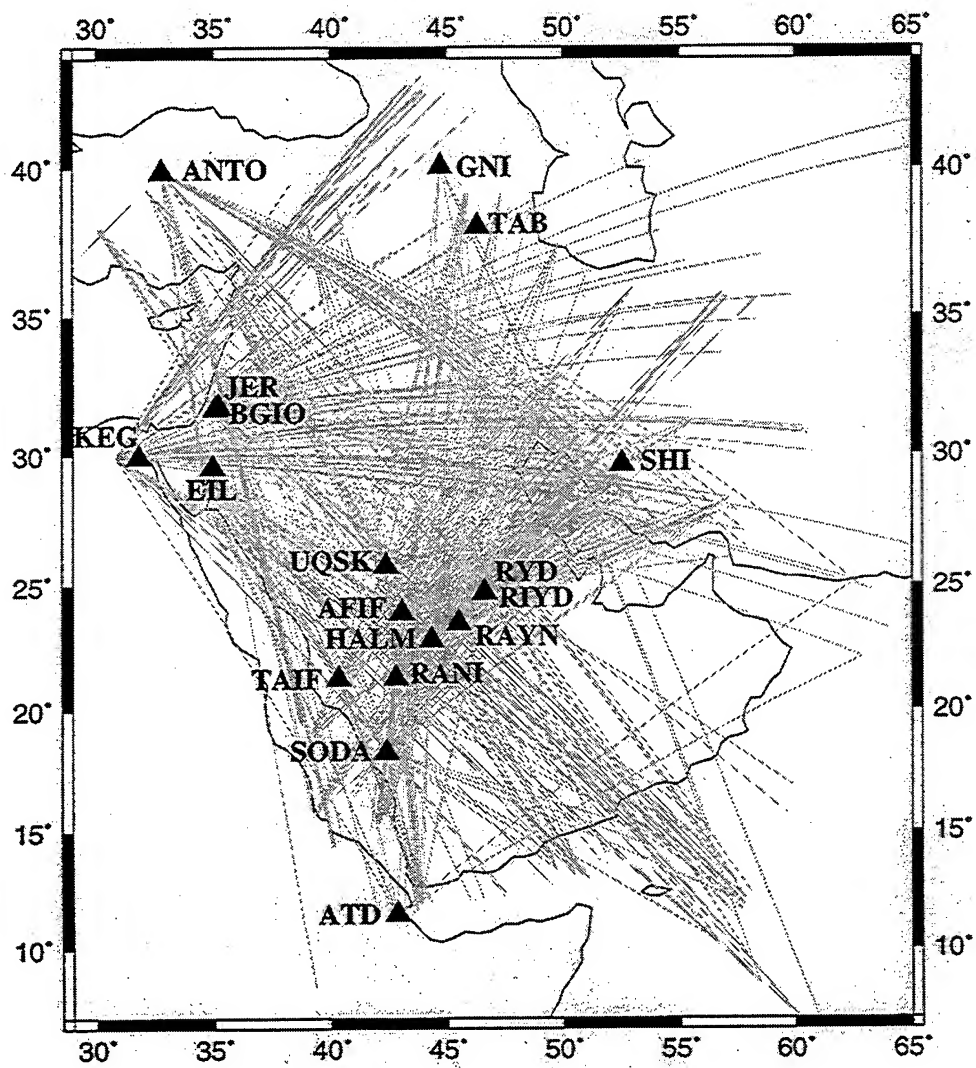 30° 35° 40° 45° 50° 55° 60° 65°
40° ANTO GNI 40°
TAB
35° 35°
JER
BGIO
KEG
30° SHI 30°
EIL
UQSK RYD
25° RIYD 25°
AFIF
HALM RAYN
TAIF RANI
20° 20°
SODA
15° 15°
ATD
10° 10°
30° 35° 40° 45° 50° 55° 60° 65°